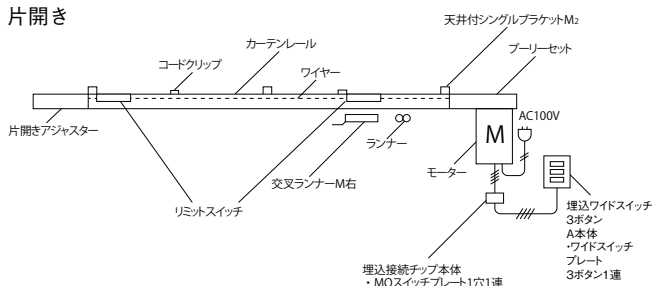 片開き
天井付シングルブラケットM2
カーテンレール
プーリーセット
コードクリップ
ワイヤー
AC100V
片開きアジャスター
M
ランナー
モーター
交叉ランナーM右
リミットスイッチ
埋込ワイドスイッチ
3ボタン
A本体
・ワイドスイッチ
プレート
3ボタン1連
埋込接続チップ本体
・MOスイッチプレート1穴1連